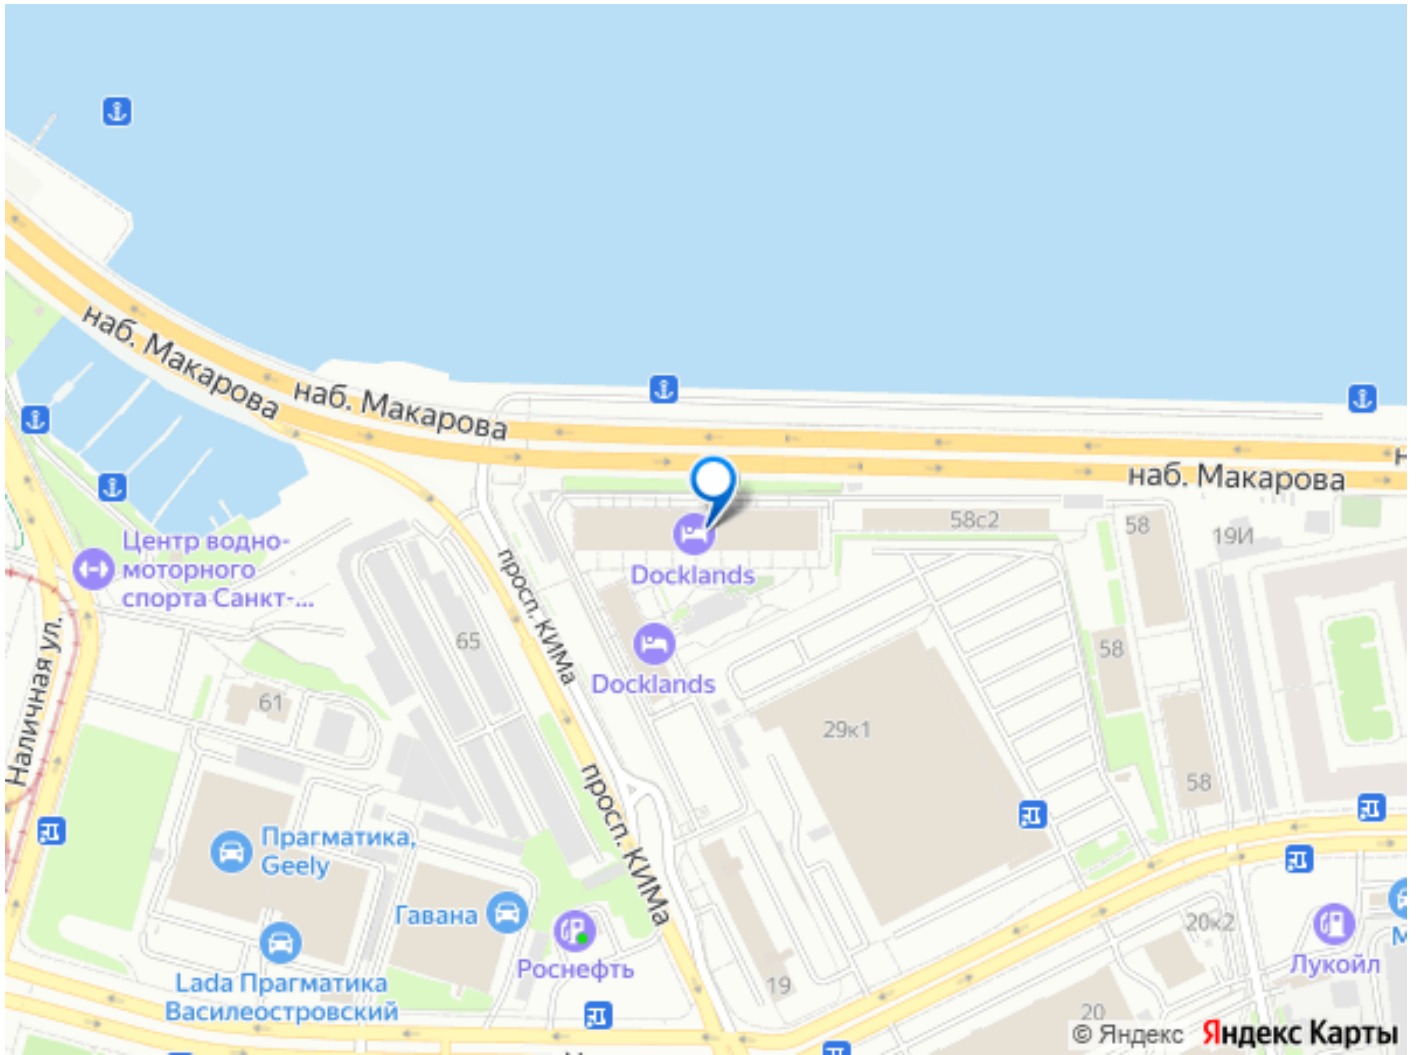 наб. Макарова
наб. Макарова
наб. Макарова
58с2
58
19И
Центр водно-
моторного
спорта Санкт-...
Docklands
просп. КИМа
Наличная ул.
65
58
Docklands
61
29к1
58
просп. КИМа
Прагматика,
Geely
Гавана
20к2
Lada Прагматика
Василеостровский
Роснефть
19
Лукойл
20
© Яндекс Яндекс Карты